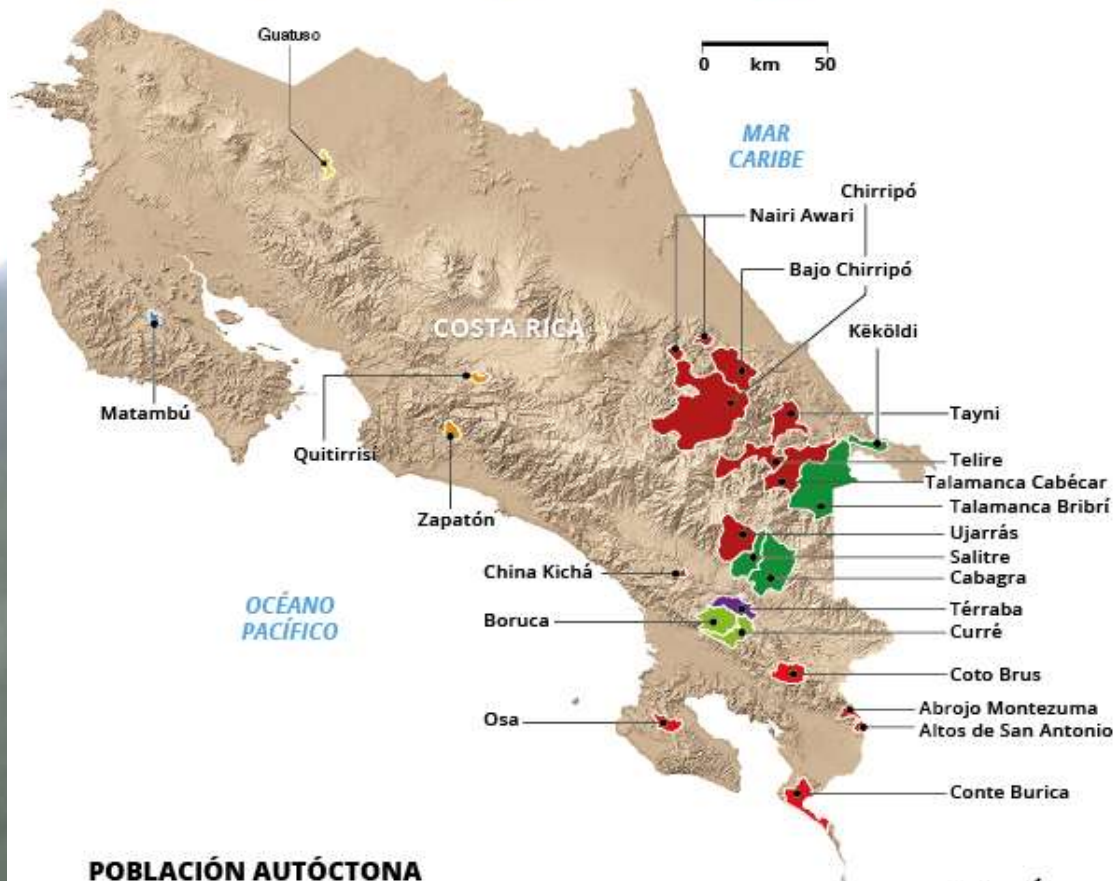 Guatuso
0 km 50
MAR
CARIBE
Chirripó
Nairi Awari
Bajo Chirripó
COSTA RICA
Këköldi
Matambú
Quitirrisí
Tayni
Zapatón
Telire
Talamanca Cabécar
Talamanca Bribrí
Ujarrás
Salitre
China Kichá
Cabagra
OCÉANO
PACÍFICO
Térraba
Boruca
Curré
Coto Brus
Abrojo Montezuma
Osa
Altos de San Antonio
Conte Burica
POBLACIÓN AUTÓCTONA